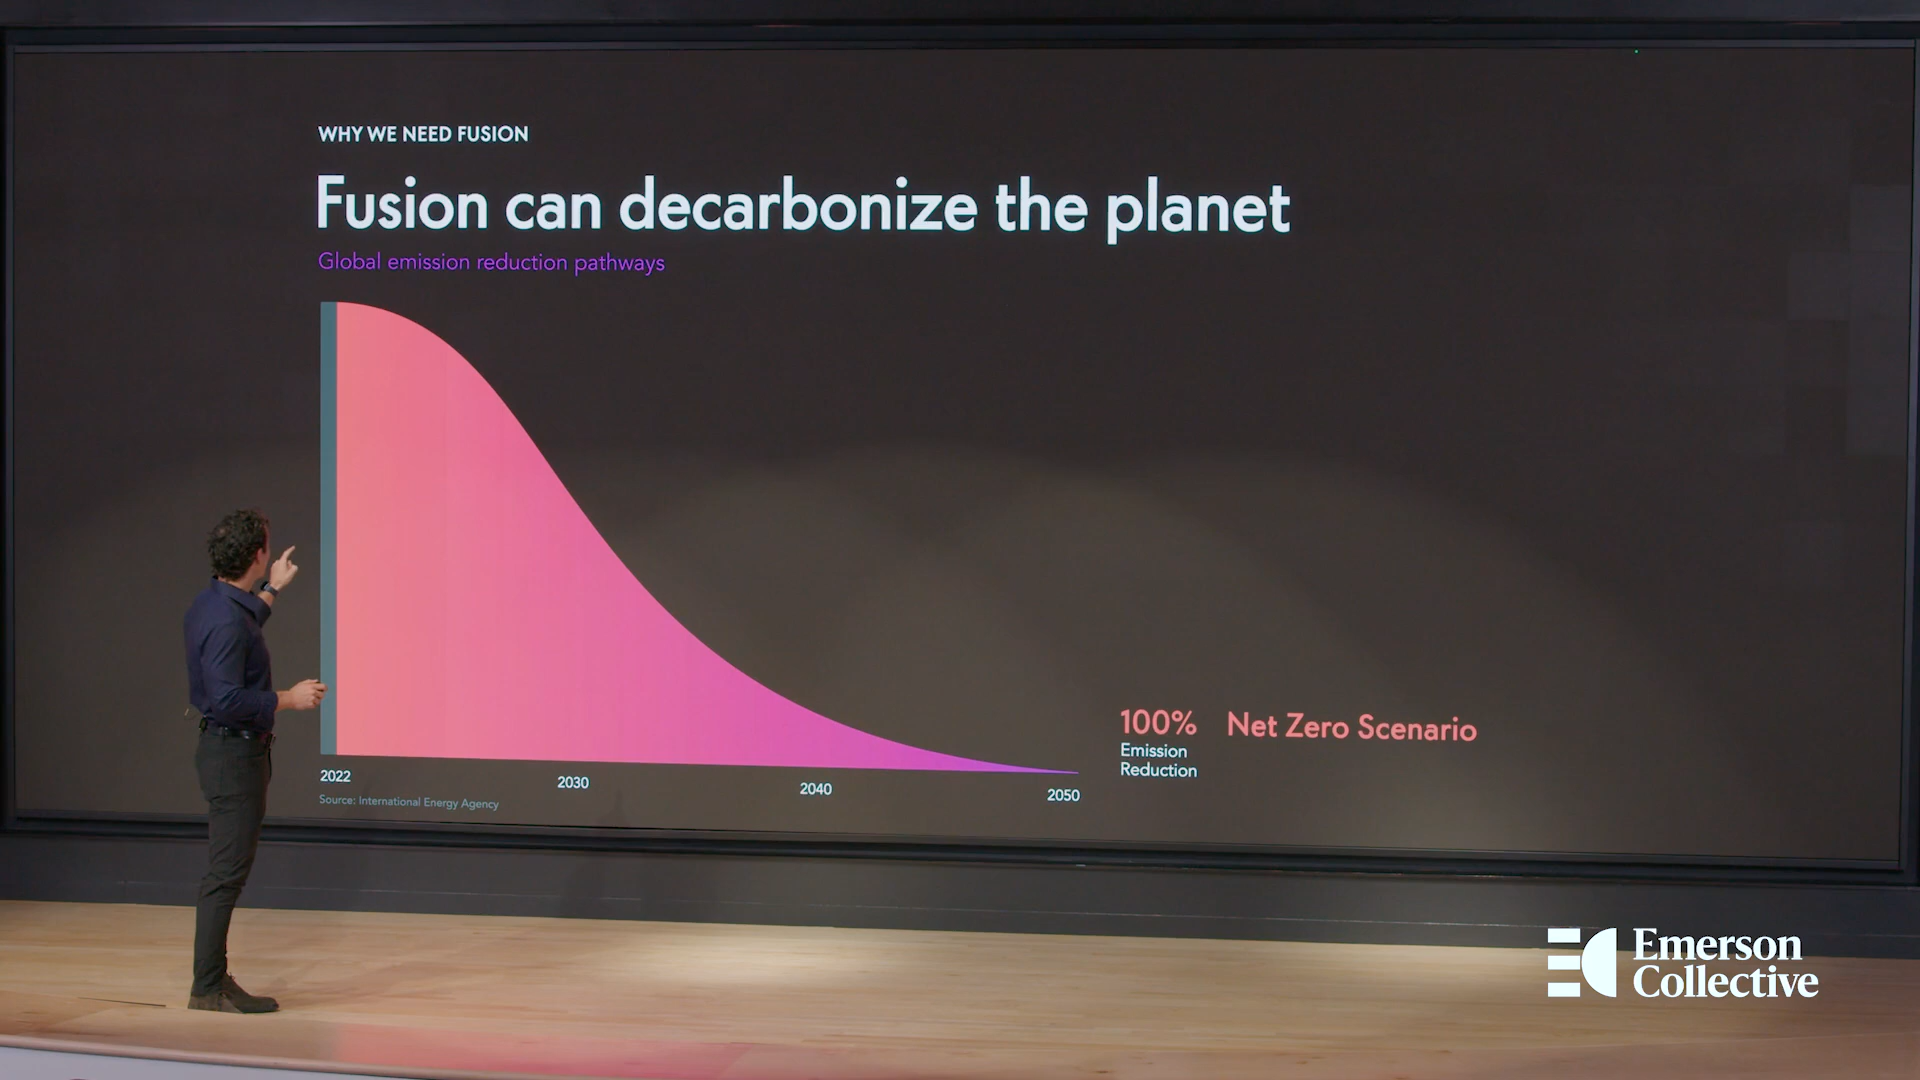 WHY WE NEED FUSION
Fusion can decarbonize the planet
Global emission reduction pathways
100% Net Zero Scenario
Emission
Reduction
2022 2030 2040 2050
Source: International Energy Agency
Emerson
Collective